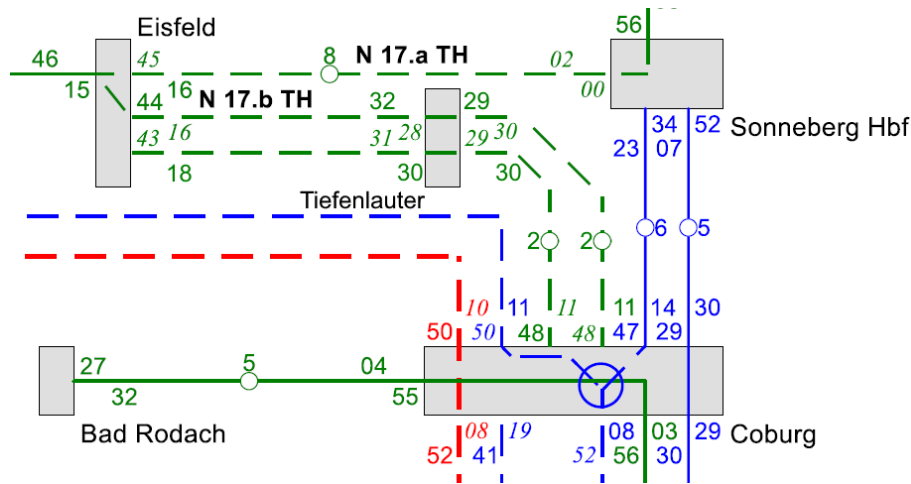 56
Eisfeld
46 45 8 N 17.a TH 02
15 16 00
44 N 17.b TH 32 29 34 52
43 16 31 28 29 30 23 07 Sonneberg Hbf
18 30 30
Tiefenlauter
2 2 6 5
10 11 11 11 14 30
50 50 48 48 47 29
27 5 04
32 55
Bad Rodach 08 19 08 03 29 Coburg
52 41 52 56 30